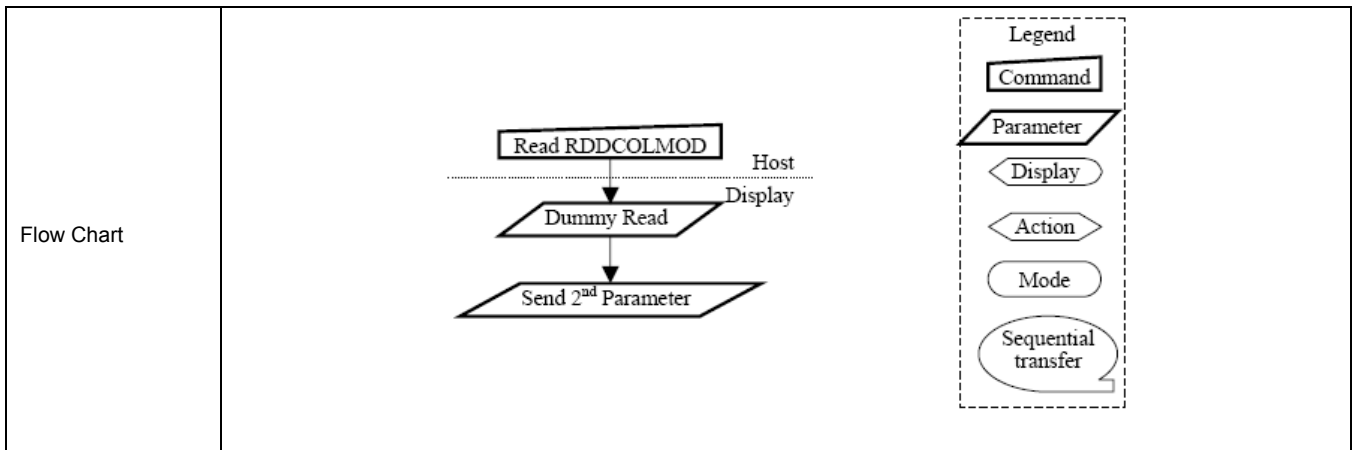 Flow Chart
Read RDDCOLMOD
Host
Display
Dummy Read
Send 2nd Parameter
Legend
Command
Parameter
Display
Action
Mode
Sequential
transfer